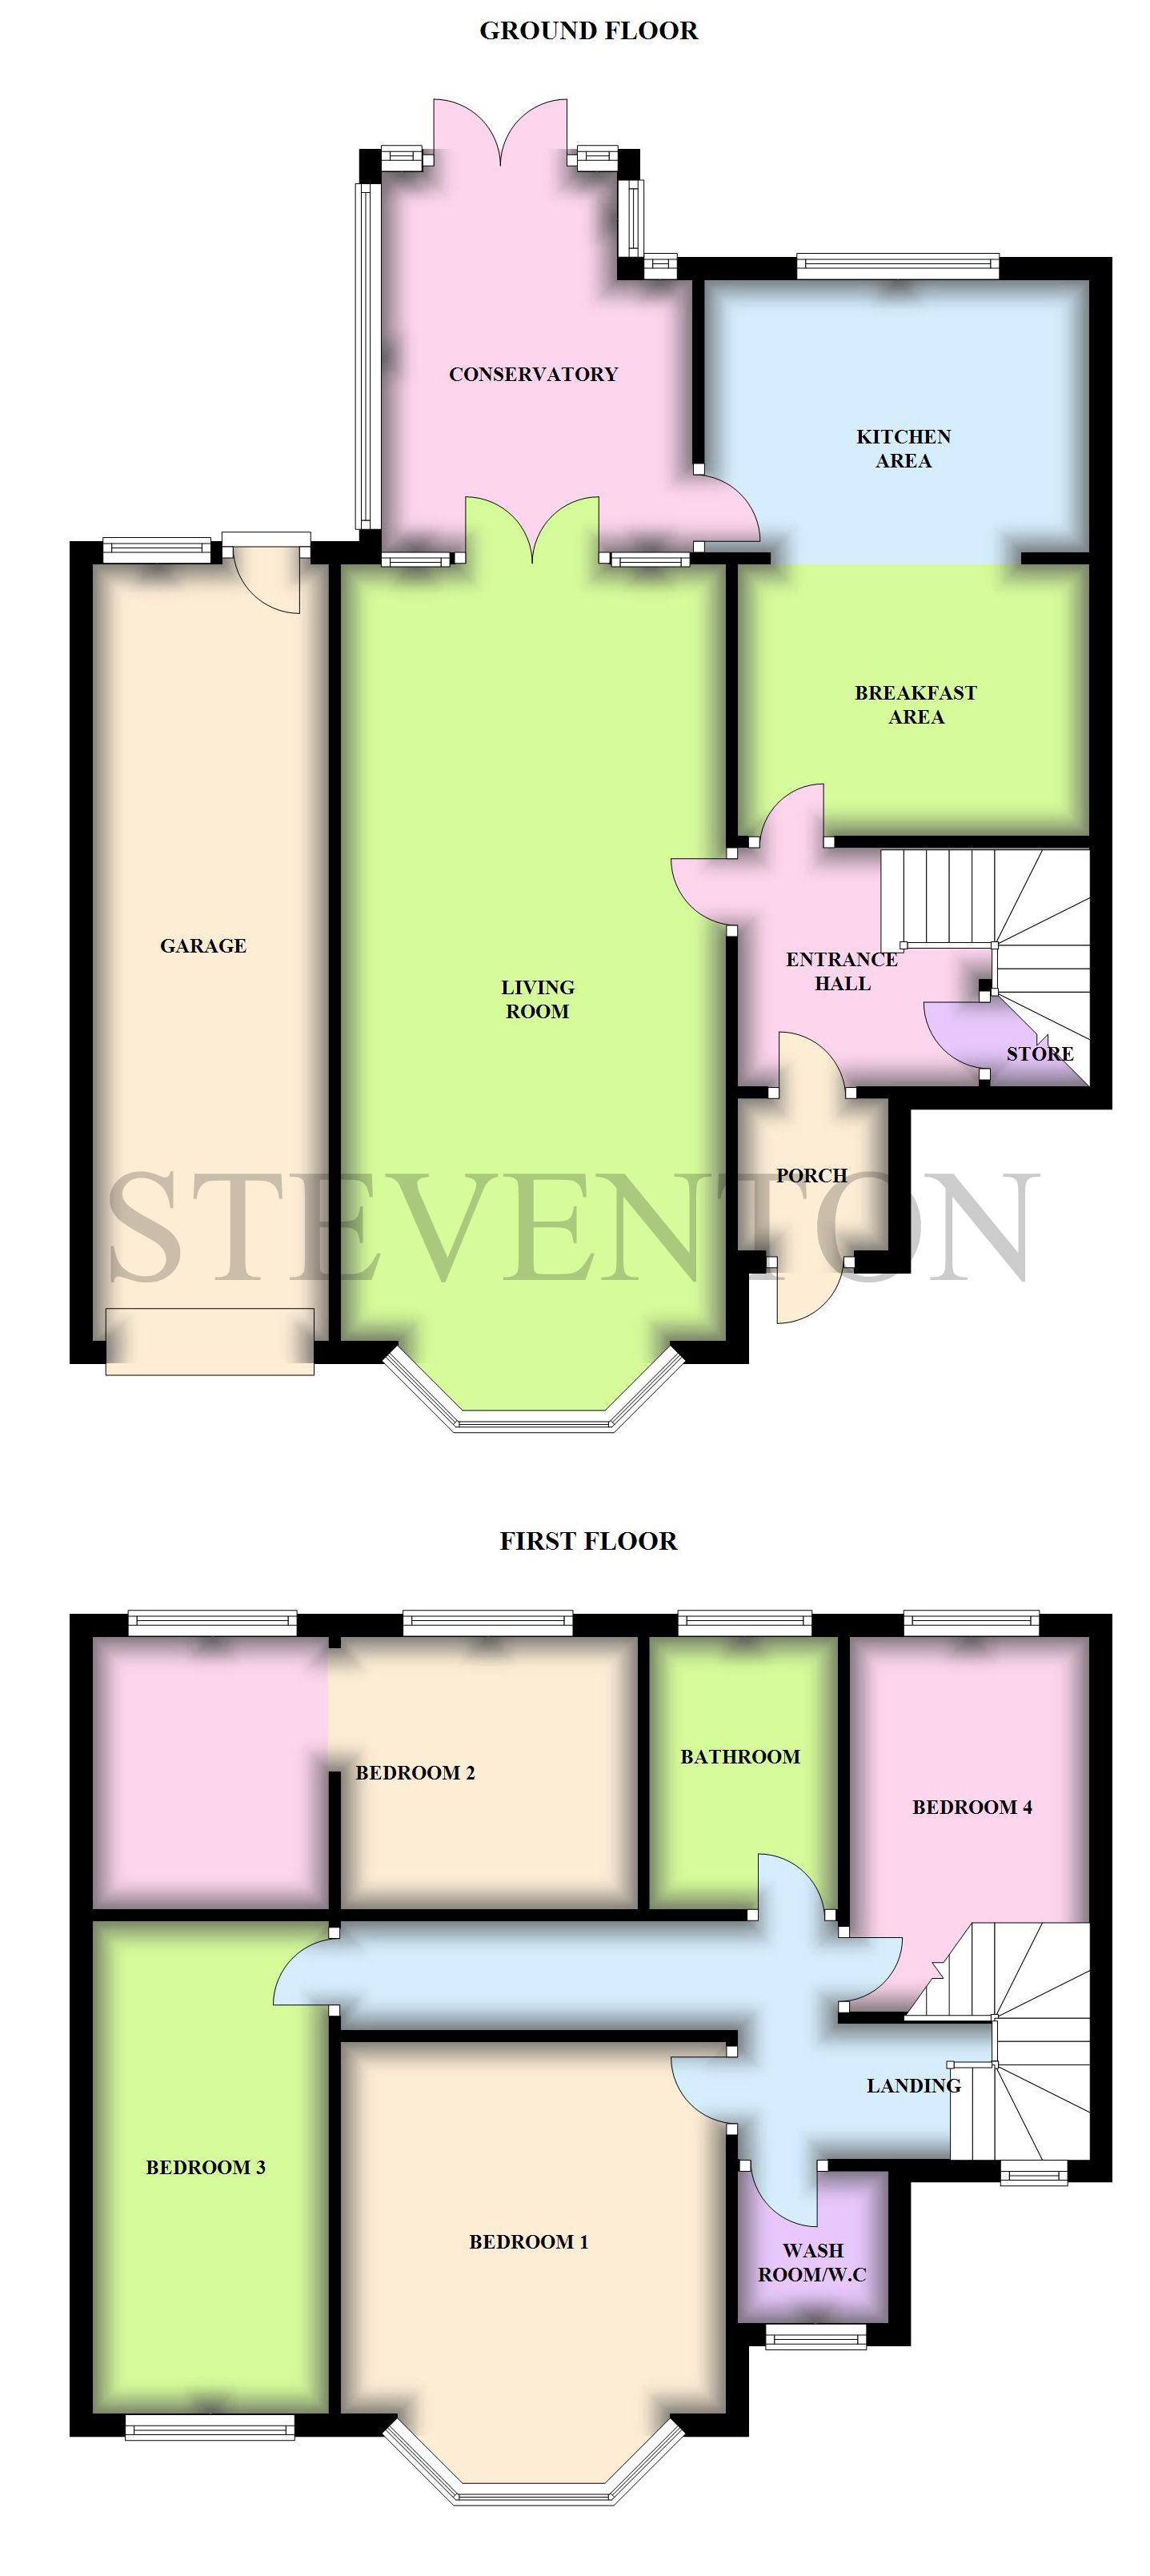 GROUND FLOOR
CONSERVATORY
KITCHEN
AREA
BREAKFAST
AREA
GARAGE
LIVING
ROOM
ENTRANCE
HALL
STORE
PORCH
STEVENTON
FIRST FLOOR
BEDROOM 2
BATHROOM
BEDROOM 4
LANDING
BEDROOM 3
BEDROOM 1
WASH
ROOM/W.C